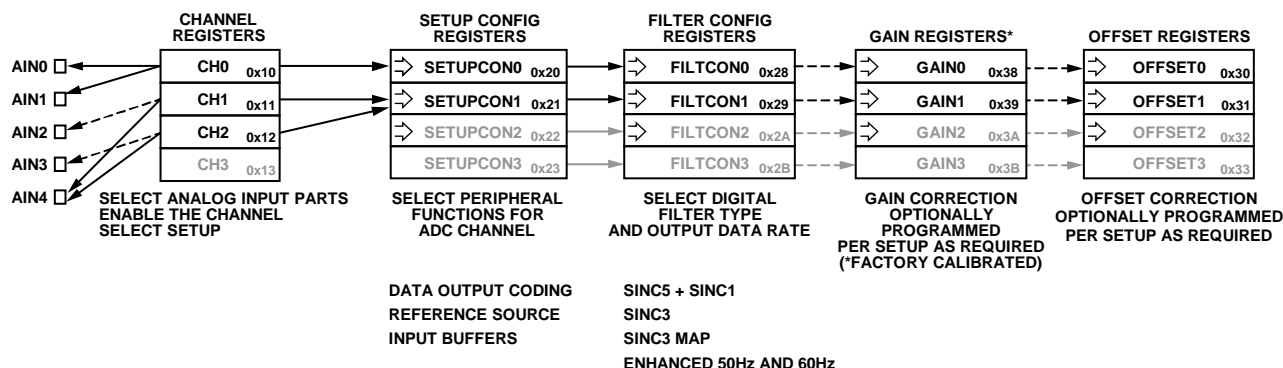 CHANNEL
REGISTERS
SETUP CONFIG
REGISTERS
FILTER CONFIG
REGISTERS
GAIN REGISTERS*
OFFSET REGISTERS
AIN0
AIN1
AIN2
AIN3
AIN4
CH0 0x10
CH1 0x11
CH2 0x12
CH3 0x13
SETUPCON0 0x20
SETUPCON1 0x21
SETUPCON2 0x22
SETUPCON3 0x23
FILTCON0 0x28
FILTCON1 0x29
FILTCON2 0x2A
FILTCON3 0x2B
GAIN0 0x38
GAIN1 0x39
GAIN2 0x3A
GAIN3 0x3B
OFFSET0 0x30
OFFSET1 0x31
OFFSET2 0x32
OFFSET3 0x33
SELECT ANALOG INPUT PARTS
ENABLE THE CHANNEL
SELECT SETUP
SELECT PERIPHERAL
FUNCTIONS FOR
ADC CHANNEL
SELECT DIGITAL
FILTER TYPE
AND OUTPUT DATA RATE
GAIN CORRECTION
OPTIONALLY
PROGRAMMED
PER SETUP AS REQUIRED
(*FACTORY CALIBRATED)
OFFSET CORRECTION
OPTIONALLY PROGRAMMED
PER SETUP AS REQUIRED
DATA OUTPUT CODING
REFERENCE SOURCE
INPUT BUFFERS
SINC5 + SINC1
SINC3
SINC3 MAP
ENHANCED 50Hz AND 60Hz